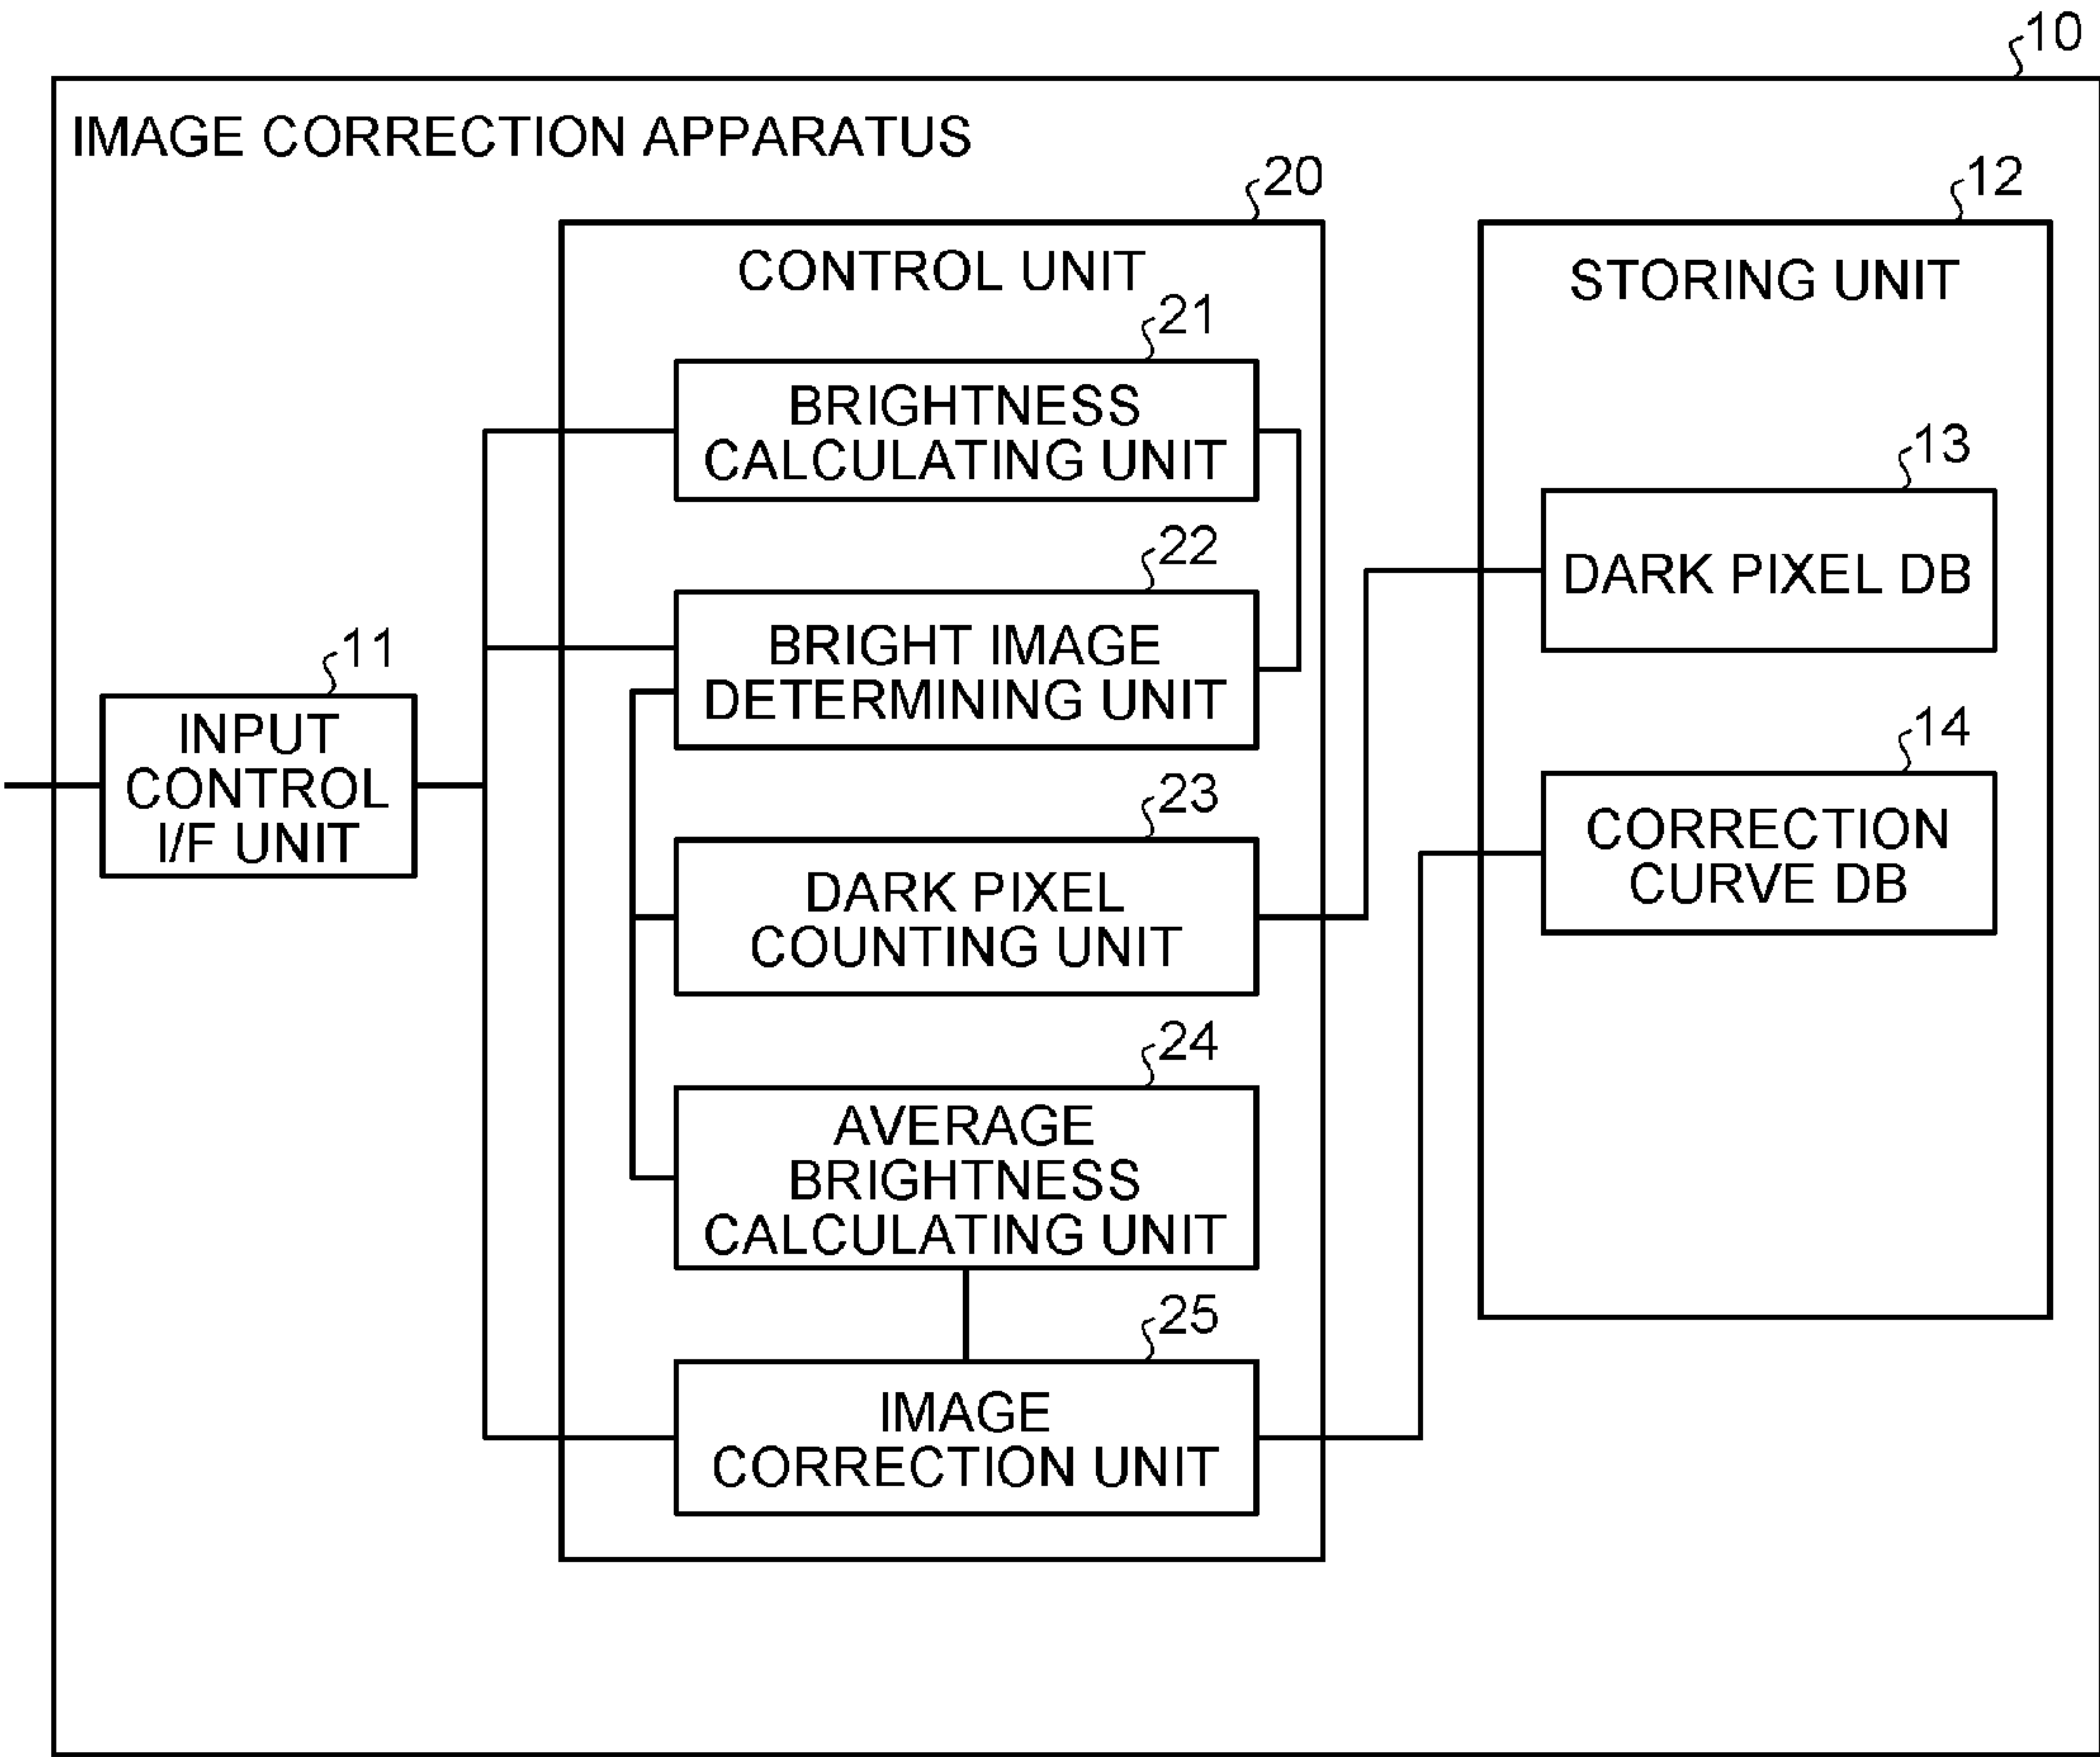 10
IMAGE CORRECTION APPARATUS
20
12
CONTROL UNIT
STORING UNIT
21
BRIGHTNESS
CALCULATING UNIT
13
DARK PIXEL DB
22
BRIGHT IMAGE
DETERMINING UNIT
11
INPUT
CONTROL
I/F UNIT
14
CORRECTION
CURVE DB
23
DARK PIXEL
COUNTING UNIT
24
AVERAGE
BRIGHTNESS
CALCULATING UNIT
25
IMAGE
CORRECTION UNIT